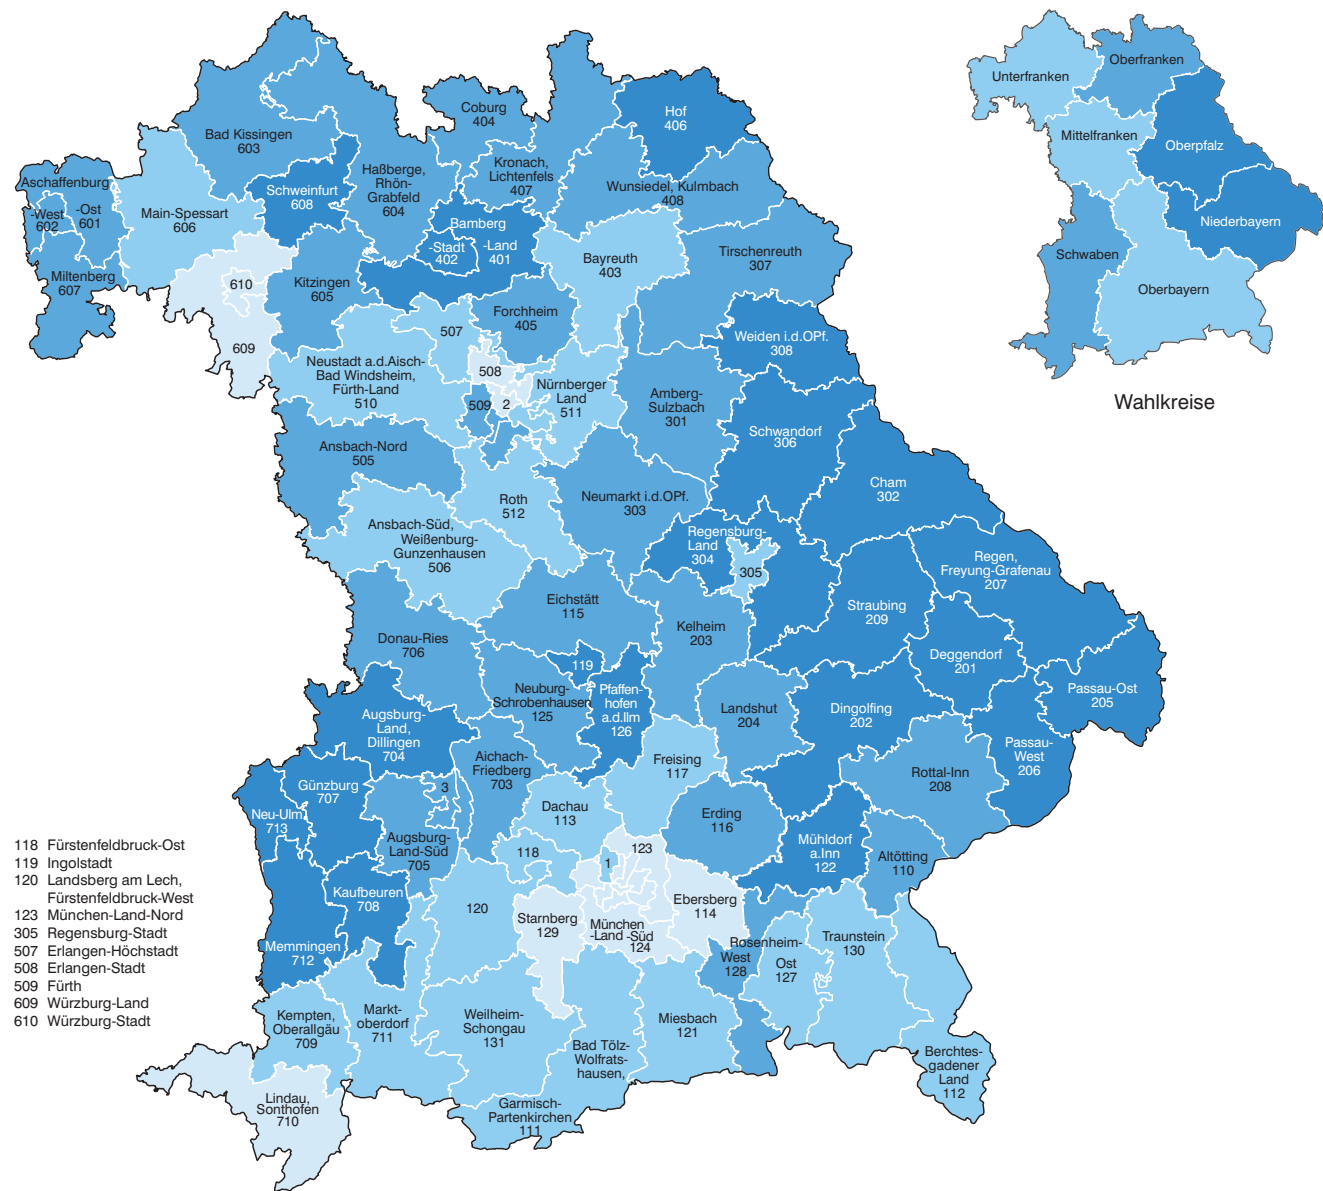 Coburg
404
Hof
406
Bad Kissingen
603
Kronach,
Lichtenfels
407
Haßberge,
Rhön-
Grabfeld
604
Wunsiedel, Kulmbach
408
Aschaffenburg
-West
602
-Ost
601
Schweinfurt
608
Main-Spessart
606
Bamberg
-Stadt
402
-Land
401
Bayreuth
403
Tirschenreuth
307
Miltenberg
607
610
Kitzingen
605
Forchheim
405
507
609
Weiden i.d.OPf.
308
Neustadt a.d.Aisch-
Bad Windsheim,
Fürth-Land
510
508
509
2
Nürnberger
Land
511
Amberg-
Sulzbach
301
Schwandorf
306
Ansbach-Nord
505
Cham
302
Roth
512
Neumarkt i.d.OPf.
303
Ansbach-Süd,
Weißenburg-
Gunzenhausen
506
Regensburg-
Land
304
305
Regen,
Freyung-Grafenau
207
Eichstätt
115
Straubing
209
Donau-Ries
706
Kelheim
203
Deggendorf
201
119
Neuburg-
Schrobenhausen
125
Pfaffen-
hofen
a.d.Ilm
126
Passau-Ost
205
Landshut
204
Dingolfing
202
Augsburg-
Land,
Dillingen
704
Passau-
West
206
Aichach-
Friedberg
703
Freising
117
Rottal-Inn
208
Günzburg
707
3
Neu-Ulm
713
Dachau
113
Erding
116
Augsburg-
Land-Süd
705
118
1
123
Mühldorf
a.Inn
122
Altötting
110
Kaufbeuren
708
120
Ebersberg
114
Starnberg
129
München
-Land -Süd
124
Memmingen
712
Rosenheim-
West
128
Ost
127
Traunstein
130
Kempten,
Oberallgäu
709
Markt-
oberdorf
711
Weilheim-
Schongau
131
Miesbach
121
Bad Tölz-
Wolfrats-
hausen,
Garmisch-
Partenkirchen
111
Berchtes-
gadener
Land
112
Lindau,
Sonthofen
710
118 Fürstenfeldbruck-Ost
119 Ingolstadt
120 Landsberg am Lech,
Fürstenfeldbruck-West
123 München-Land-Nord
305 Regensburg-Stadt
507 Erlangen-Höchstadt
508 Erlangen-Stadt
509 Fürth
609 Würzburg-Land
610 Würzburg-Stadt
Unterfranken
Oberfranken
Mittelfranken
Oberpfalz
Niederbayern
Schwaben
Oberbayern
Wahlkreise